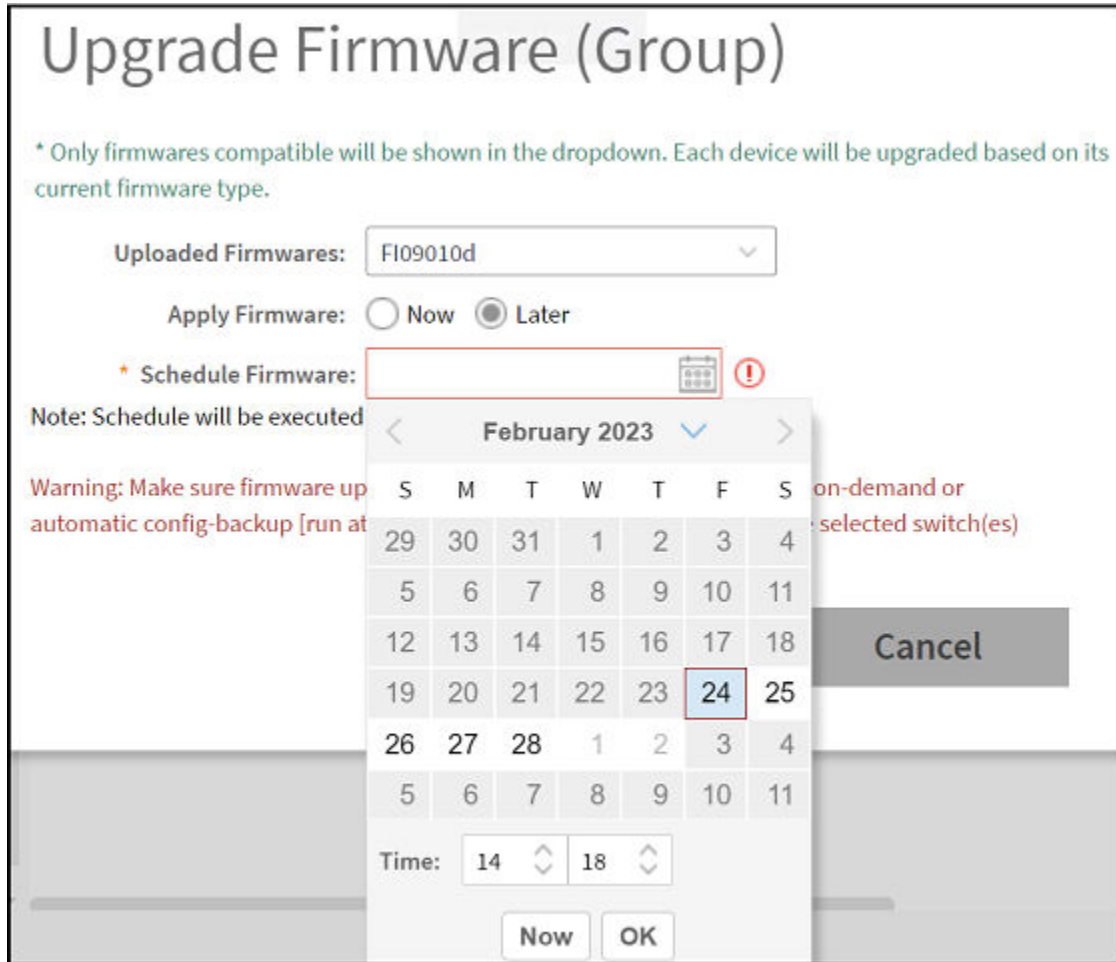 Upgrade Firmware (Group)
* Only firmwares compatible will be shown in the dropdown. Each device will be upgraded based on its
current firmware type.
Uploaded Firmwares: FI09010d
Apply Firmware: Now Later
* Schedule Firmware:
Note: Schedule will be executed
February 2023
Warning: Make sure firmware up on-demand or
automatic config-backup [run at selected switch(es)
S M T W T F S
29 30 31 1 2 3 4
5 6 7 8 9 10 11
12 13 14 15 16 17 18
Cancel
19 20 21 22 23 24 25
26 27 28 1 2 3 4
5 6 7 8 9 10 11
Time: 14 18
Now OK